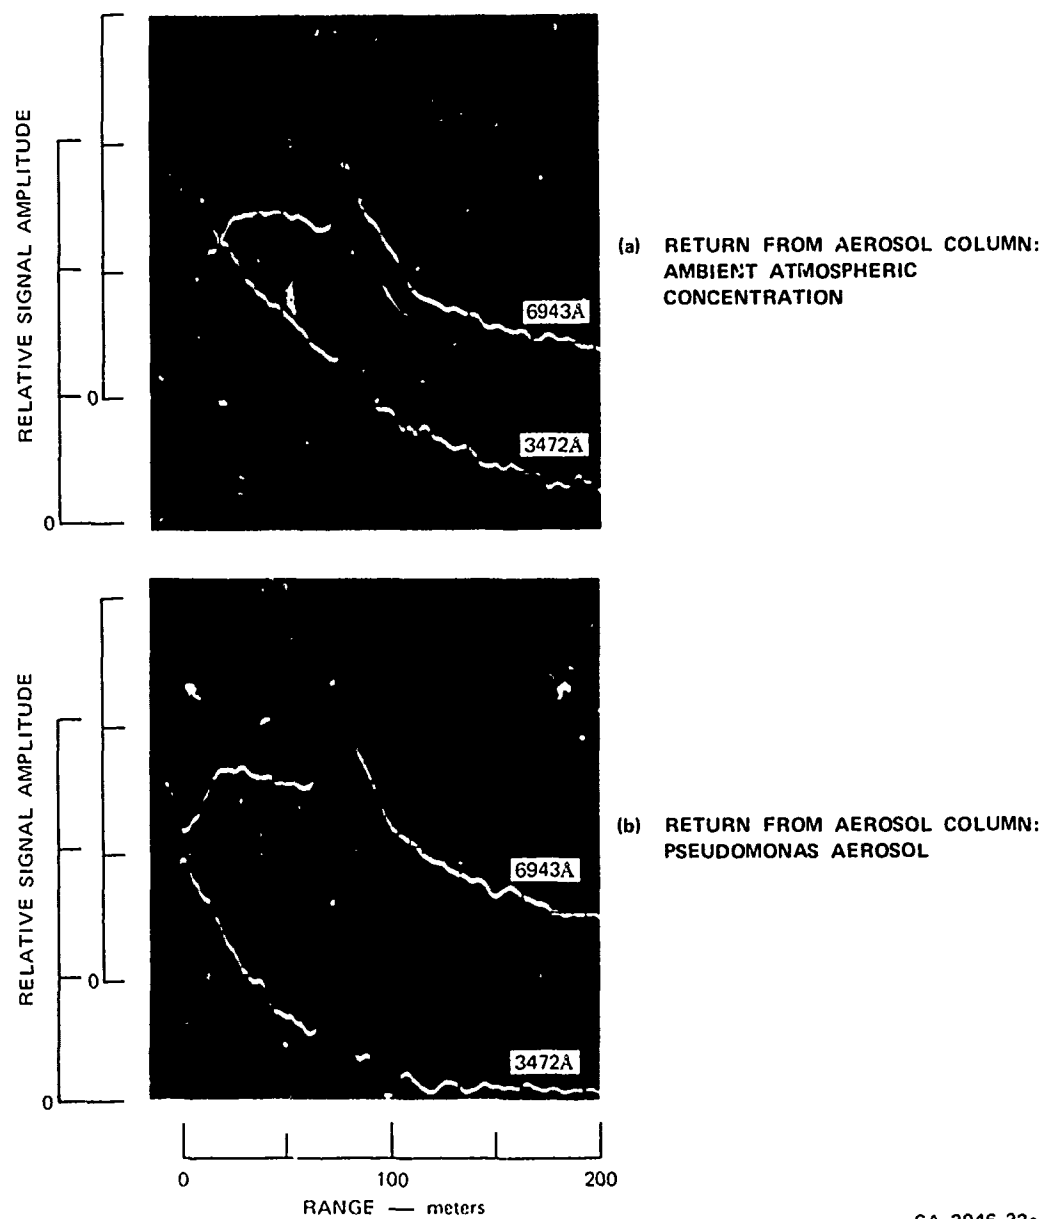 RELATIVE SIGNAL AMPLITUDE
0
0
6943Å
3472Å
(a) RETURN FROM AEROSOL COLUMN:
AMBIENT ATMOSPHERIC
CONCENTRATION
RELATIVE SIGNAL AMPLITUDE
0
0
6943Å
3472Å
(b) RETURN FROM AEROSOL COLUMN:
PSEUDOMONAS AEROSOL
0 100 200
RANGE — meters